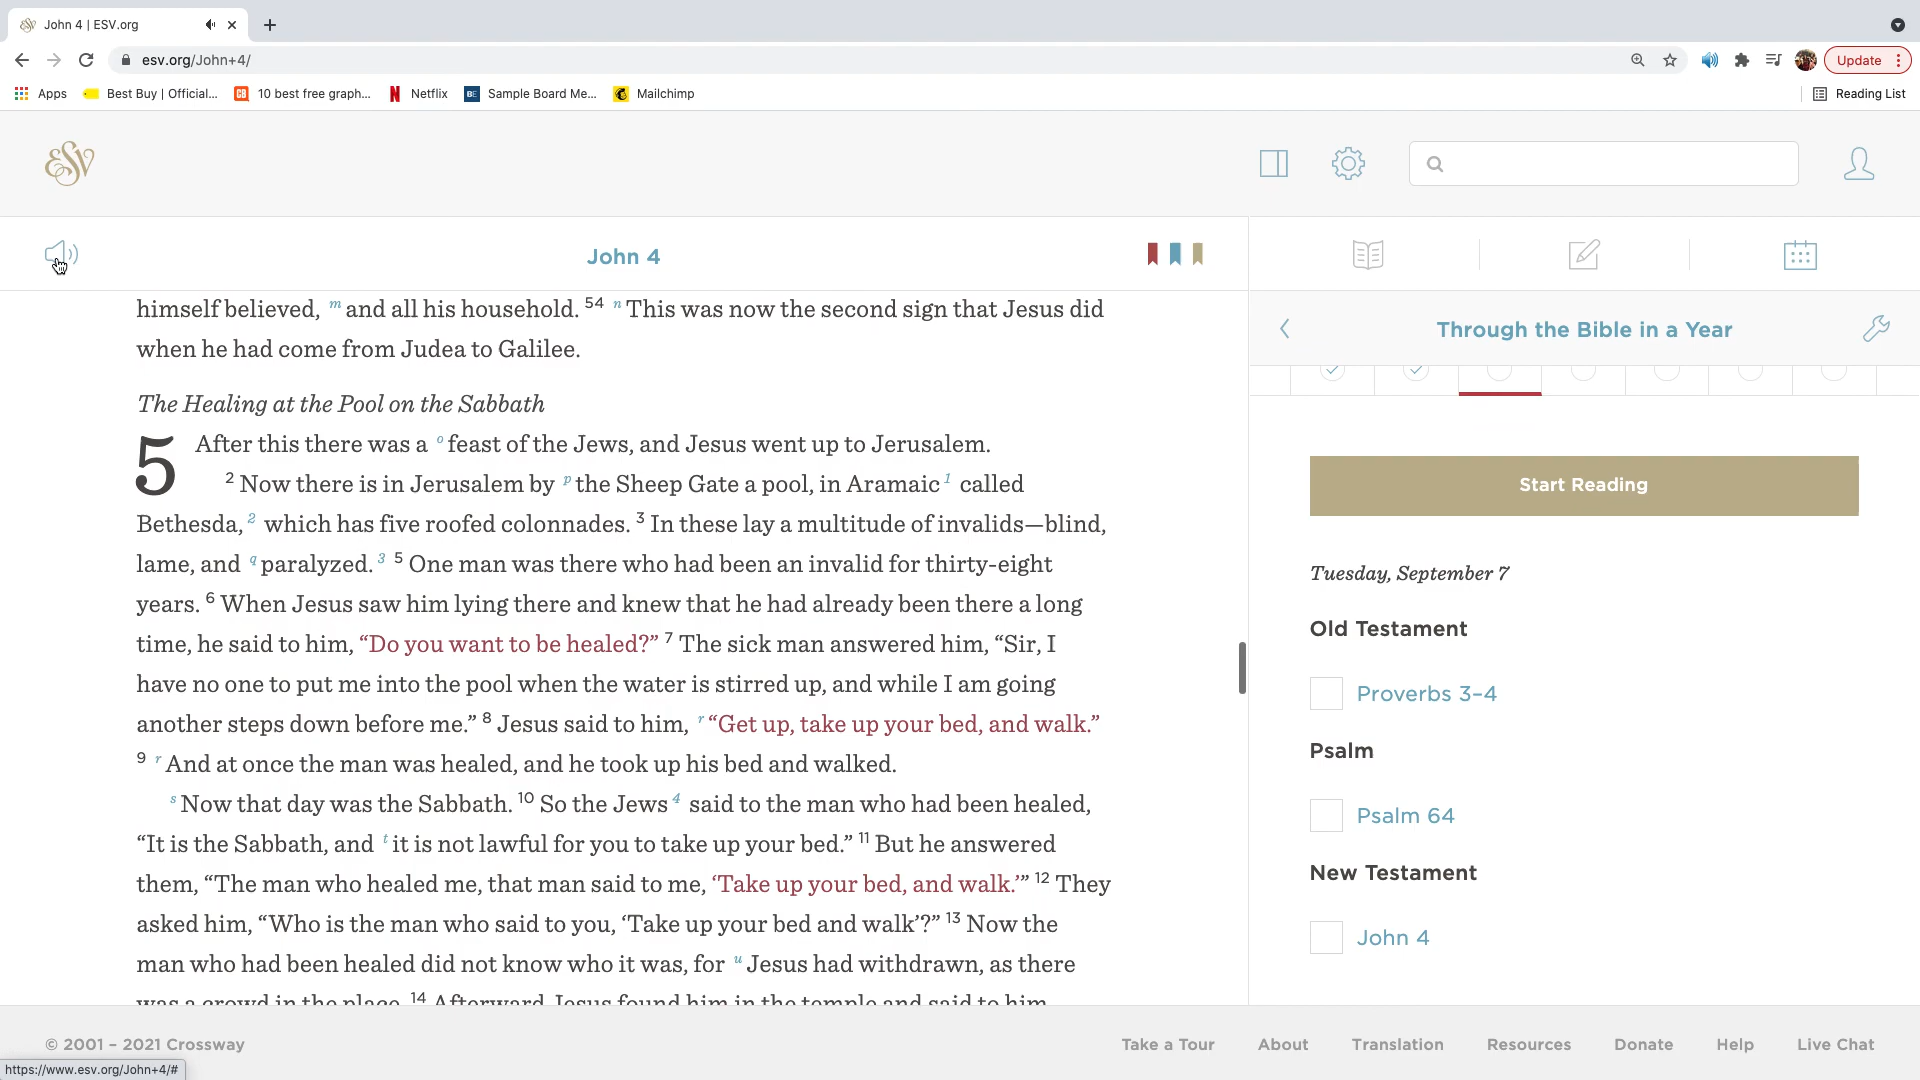 John 4 | ESV.org
esv.org/John+4/
Update
Apps
Best Buy | Official...
10 best free graph...
Netflix
Sample Board Me...
Mailchimp
Reading List
ESV
John 4
himself believed, m and all his household. 54 n This was now the second sign that Jesus did
when he had come from Judea to Galilee.
The Healing at the Pool on the Sabbath
5 After this there was a o feast of the Jews, and Jesus went up to Jerusalem.
2 Now there is in Jerusalem by p the Sheep Gate a pool, in Aramaic 1 called
Bethesda, 2 which has five roofed colonnades. 3 In these lay a multitude of invalids—blind,
lame, and q paralyzed. 3 5 One man was there who had been an invalid for thirty-eight
years. 6 When Jesus saw him lying there and knew that he had already been there a long
time, he said to him, “Do you want to be healed?” 7 The sick man answered him, “Sir, I
have no one to put me into the pool when the water is stirred up, and while I am going
another steps down before me.” 8 Jesus said to him, r “Get up, take up your bed, and walk.”
9 r And at once the man was healed, and he took up his bed and walked.
s Now that day was the Sabbath. 10 So the Jews 4 said to the man who had been healed,
“It is the Sabbath, and t it is not lawful for you to take up your bed.” 11 But he answered
them, “The man who healed me, that man said to me, ‘Take up your bed, and walk.’” 12 They
asked him, “Who is the man who said to you, ‘Take up your bed and walk’?” 13 Now the
man who had been healed did not know who it was, for u Jesus had withdrawn, as there
was a crowd in the place. 14 Afterward Jesus found him in the temple and said to him,
Through the Bible in a Year
Start Reading
Tuesday, September 7
Old Testament
Proverbs 3–4
Psalm
Psalm 64
New Testament
John 4
© 2001 – 2021 Crossway
Take a Tour
About
Translation
Resources
Donate
Help
Live Chat
https://www.esv.org/John+4/#